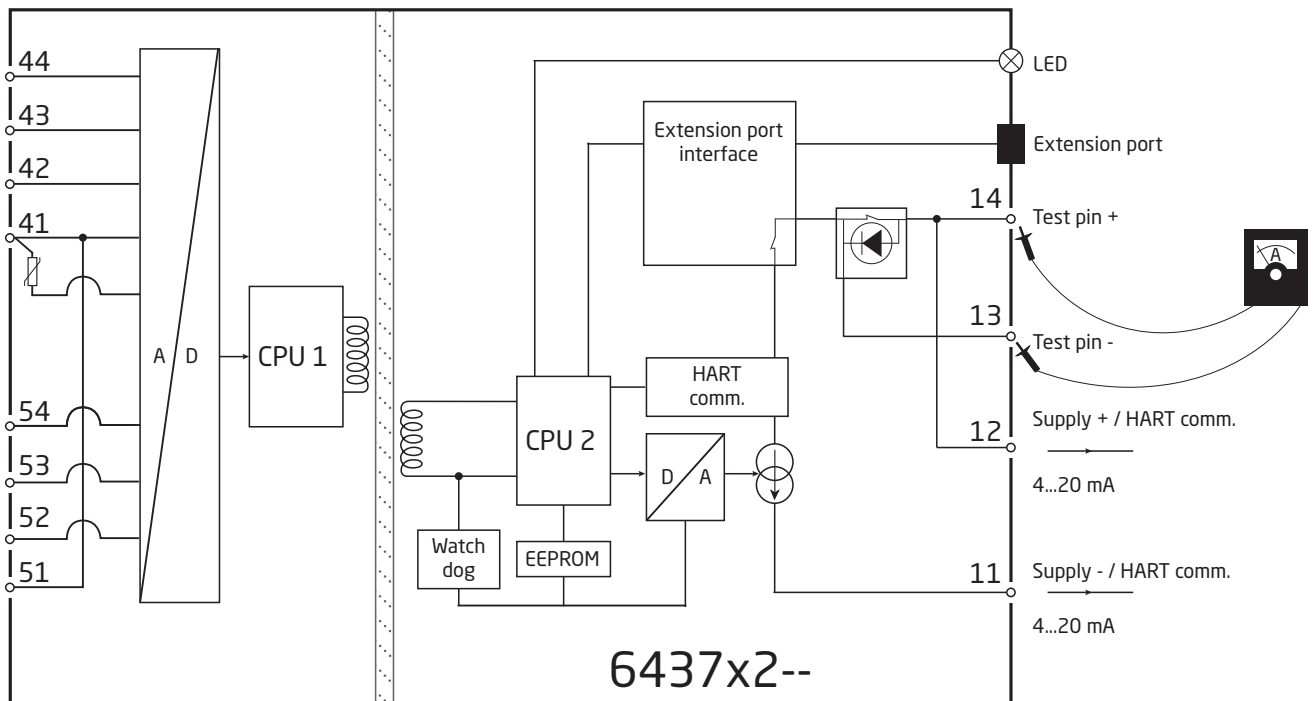 44
43
42
41
54
53
52
51
A / D
CPU 1
CPU 2
Watch
dog
EEPROM
HART
comm.
D / A
Extension port
interface
LED
Extension port
14
Test pin +
A
13
Test pin -
12
Supply + / HART comm.
4...20 mA
11
Supply - / HART comm.
4...20 mA
6437x2--